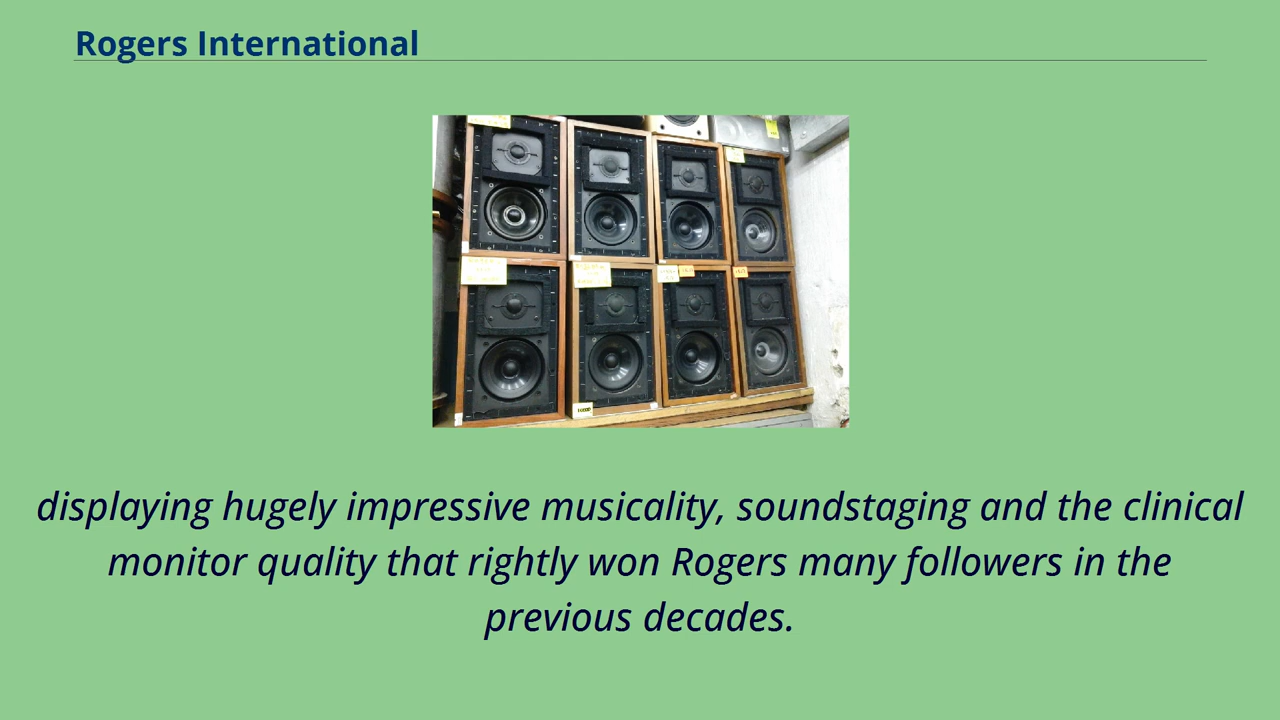 Rogers International
displaying hugely impressive musicality, soundstaging and the clinical
monitor quality that rightly won Rogers many followers in the
previous decades.